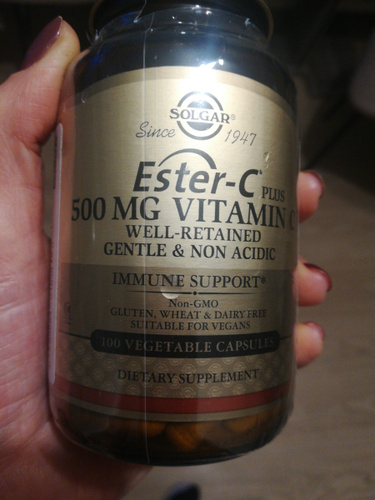 SOLGAR®
Since 1947
Ester-C® PLUS
500 MG VITAMIN C
WELL-RETAINED
GENTLE & NON ACIDIC
IMMUNE SUPPORT*
Non-GMO
GLUTEN, WHEAT & DAIRY FREE
SUITABLE FOR VEGANS
100 VEGETABLE CAPSULES
DIETARY SUPPLEMENT